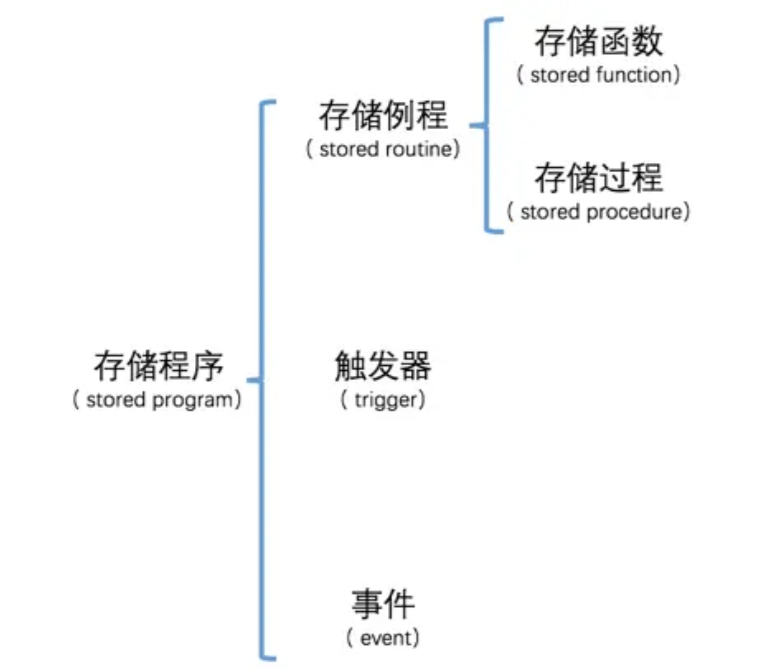 存储函数
( stored function)
存储例程
( stored routine)
存储过程
( stored procedure)
存储程序
( stored program)
触发器
( trigger)
事件
( event)